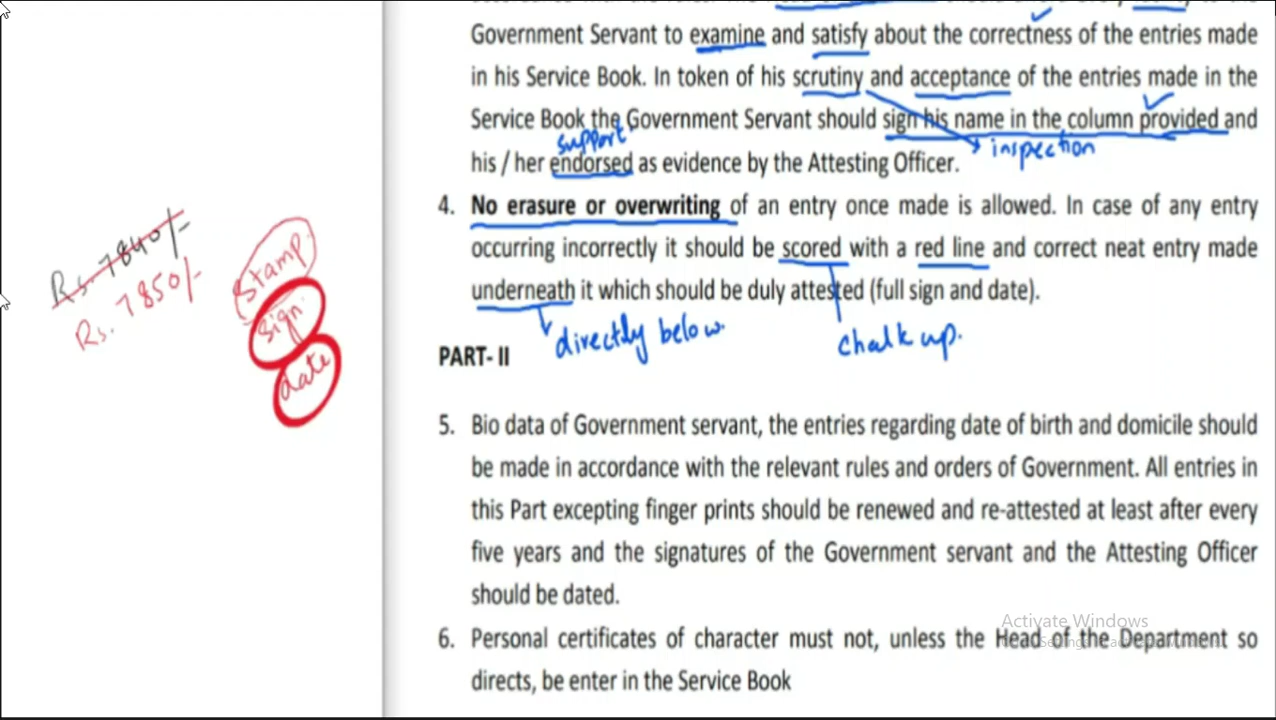 Government Servant to examine and satisfy about the correctness of the entries made
in his Service Book. In token of his scrutiny and acceptance of the entries made in the
Service Book the Government Servant should sign his name in the column provided and
support
inspection
his / her endorsed as evidence by the Attesting Officer.
4. No erasure or overwriting of an entry once made is allowed. In case of any entry
occurring incorrectly it should be scored with a red line and correct neat entry made
underneath it which should be duly attested (full sign and date).
directly below.
chalk up.
Rs. 7840/-
Rs. 7850/-
Stamp
Sign
date
PART- II
5. Bio data of Government servant, the entries regarding date of birth and domicile should
be made in accordance with the relevant rules and orders of Government. All entries in
this Part excepting finger prints should be renewed and re-attested at least after every
five years and the signatures of the Government servant and the Attesting Officer
should be dated.
Activate Windows
6. Personal certificates of character must not, unless the Head of the Department so
directs, be enter in the Service Book